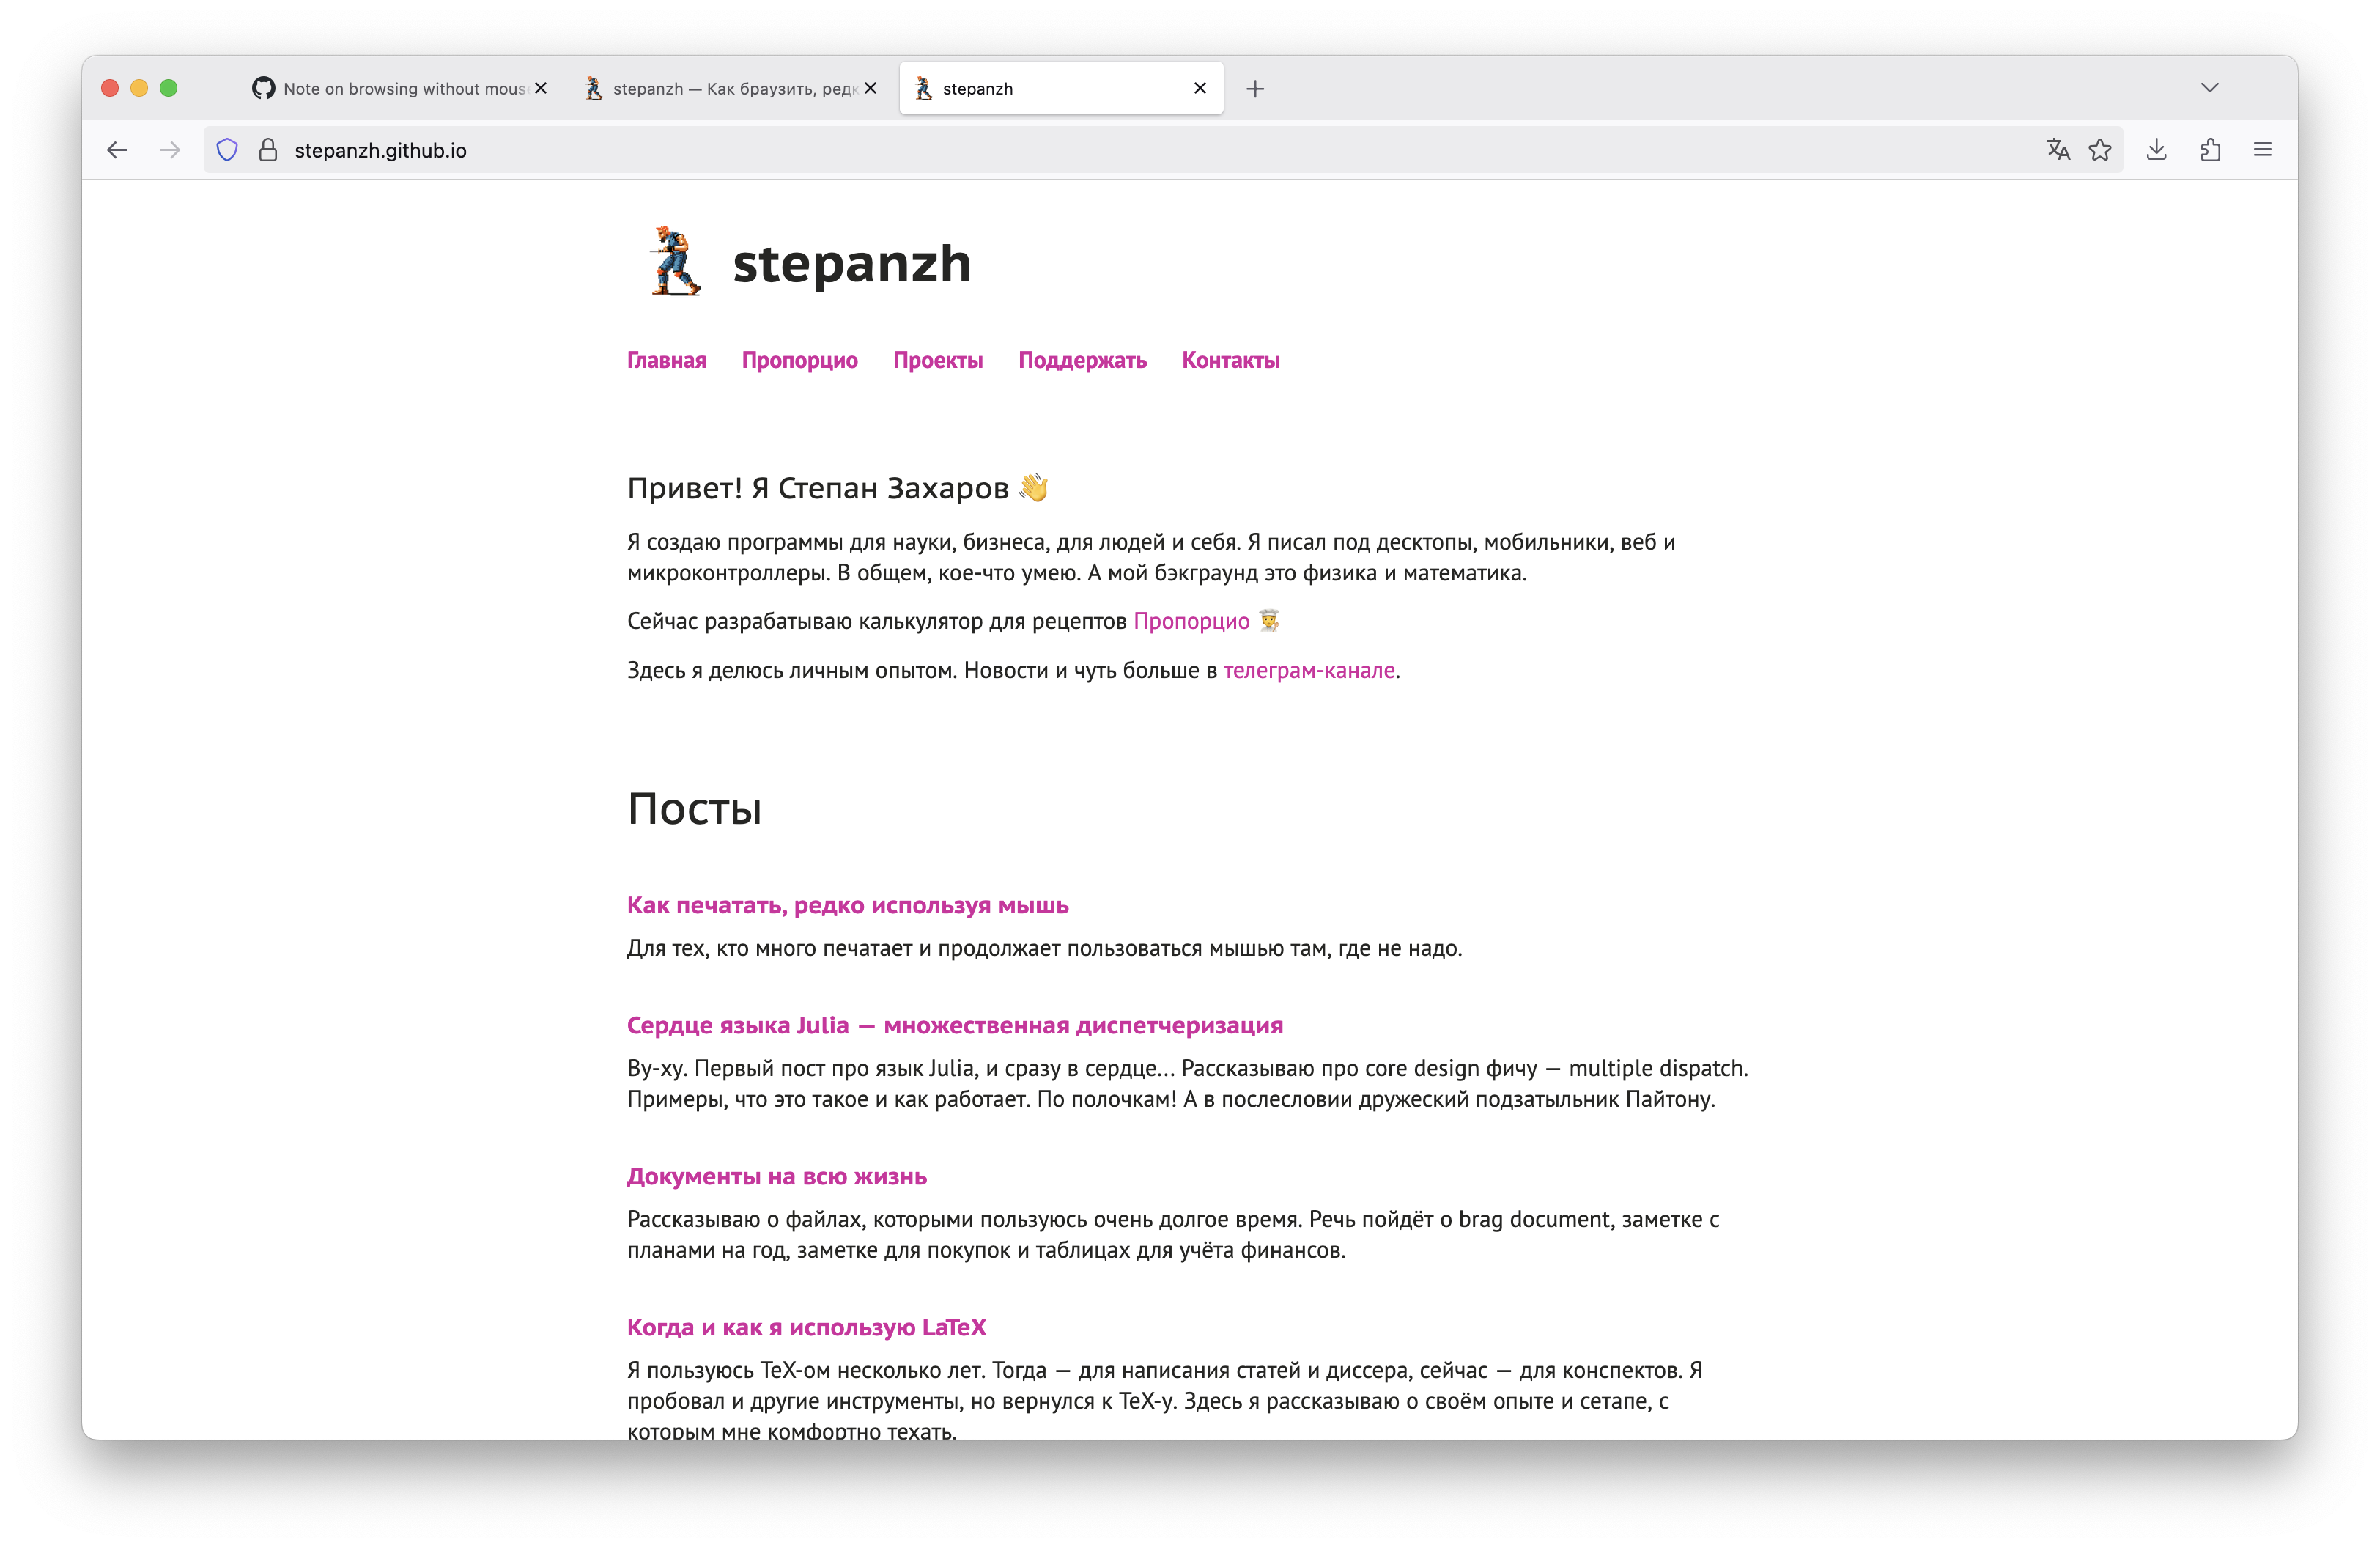 Note on browsing without mous
stepanzh — Как браузить, редк
stepanzh
stepanzh.github.io
stepanzh
Главная Пропорцио Проекты Поддержать Контакты
Привет! Я Степан Захаров 👋
Я создаю программы для науки, бизнеса, для людей и себя. Я писал под десктопы, мобильники, веб и
микроконтроллеры. В общем, кое-что умею. А мой бэкграунд это физика и математика.
Сейчас разрабатываю калькулятор для рецептов Пропорцио 👨‍🍳
Здесь я делюсь личным опытом. Новости и чуть больше в телеграм-канале.
Посты
Как печатать, редко используя мышь
Для тех, кто много печатает и продолжает пользоваться мышью там, где не надо.
Сердце языка Julia — множественная диспетчеризация
Ву-ху. Первый пост про язык Julia, и сразу в сердце... Рассказываю про core design фичу — multiple dispatch.
Примеры, что это такое и как работает. По полочкам! А в послесловии дружеский подзатыльник Пайтону.
Документы на всю жизнь
Рассказываю о файлах, которыми пользуюсь очень долгое время. Речь пойдёт о brag document, заметке с
планами на год, заметке для покупок и таблицах для учёта финансов.
Когда и как я использую LaTeX
Я пользуюсь TeX-ом несколько лет. Тогда — для написания статей и диссера, сейчас — для конспектов. Я
пробовал и другие инструменты, но вернулся к TeX-у. Здесь я рассказываю о своём опыте и сетапе, с
которым мне комфортно техать.